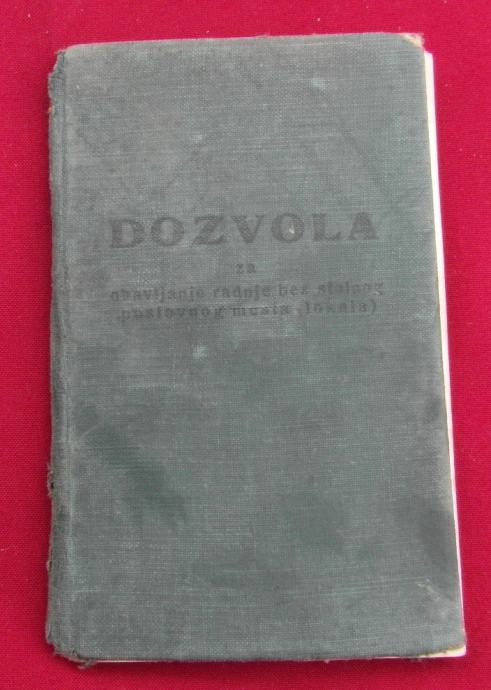 DOZVOLA
za
obavljanje radnje bez stalnog
poslovnog mesta (lokala)